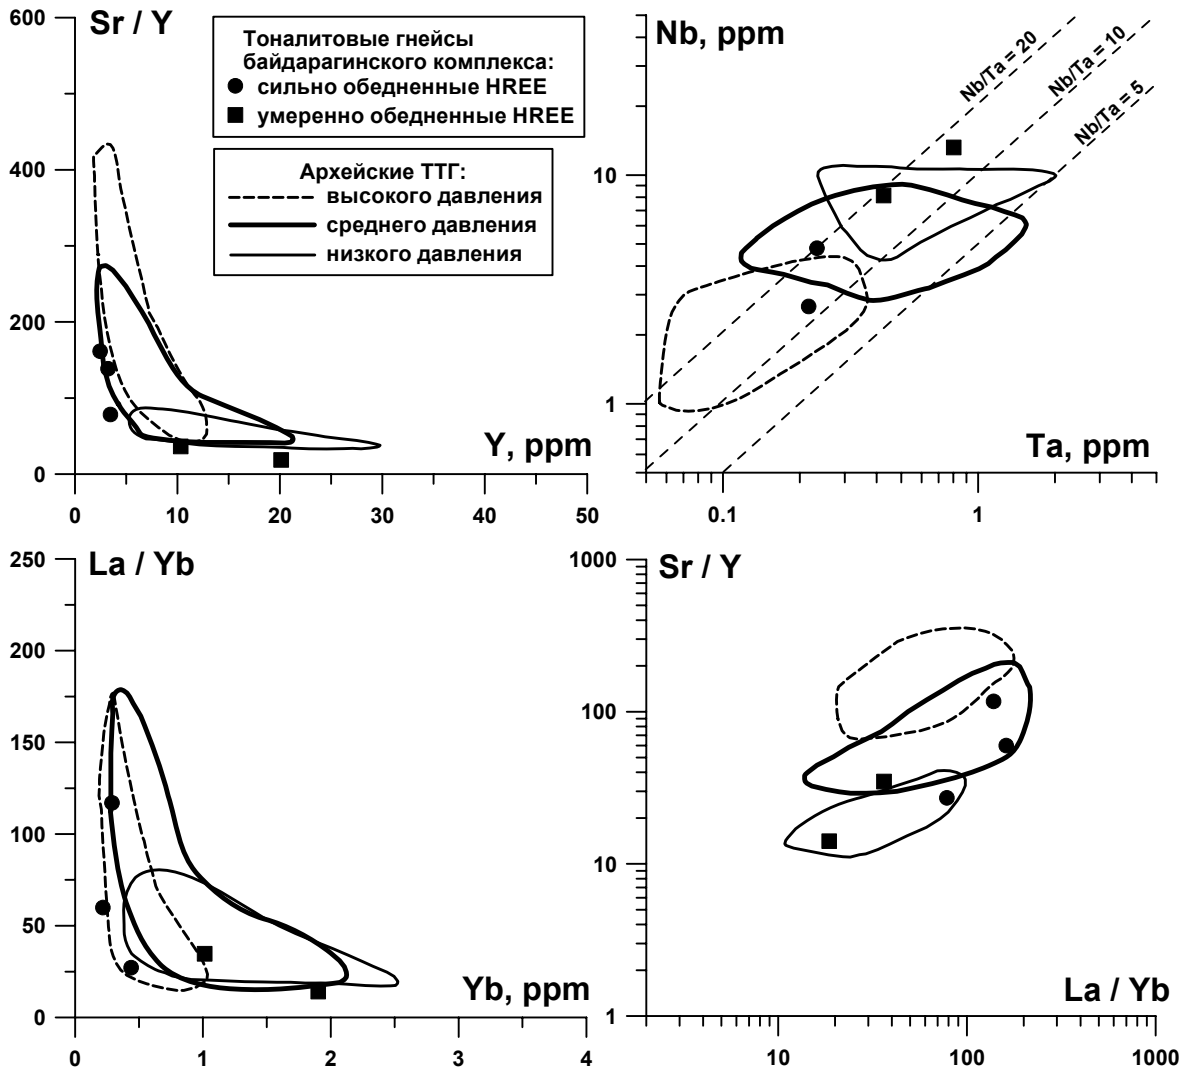 Sr / Y
600
400
200
0
0
10
20
30
40
50
Y, ppm
Тоналитовые гнейсы
байдарагинского комплекса:
сильно обедненные HREE
умеренно обедненные HREE
Архейские ТТГ:
высокого давления
среднего давления
низкого давления
Nb, ppm
10
1
0.1
1
Ta, ppm
Nb/Ta = 20
Nb/Ta = 10
Nb/Ta = 5
La / Yb
250
200
150
100
50
0
0
1
2
3
4
Yb, ppm
Sr / Y
1000
100
10
1
10
100
1000
La / Yb